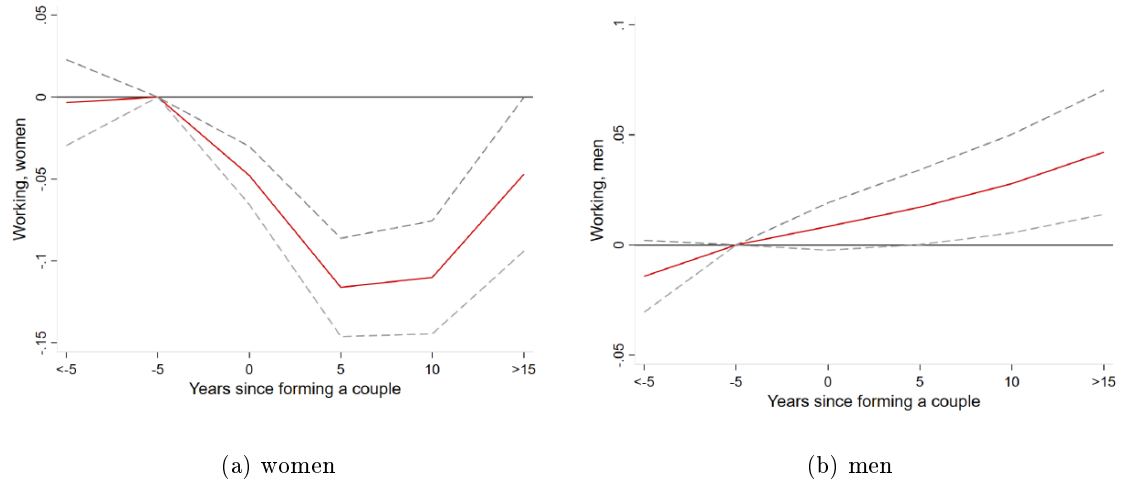 .05
0
-.05
-.1
-.15
Working, women
<-5 -5 0 5 10 >15
Years since forming a couple
(a) women
.1
.05
0
-.05
Working, men
<-5 -5 0 5 10 >15
Years since forming a couple
(b) men